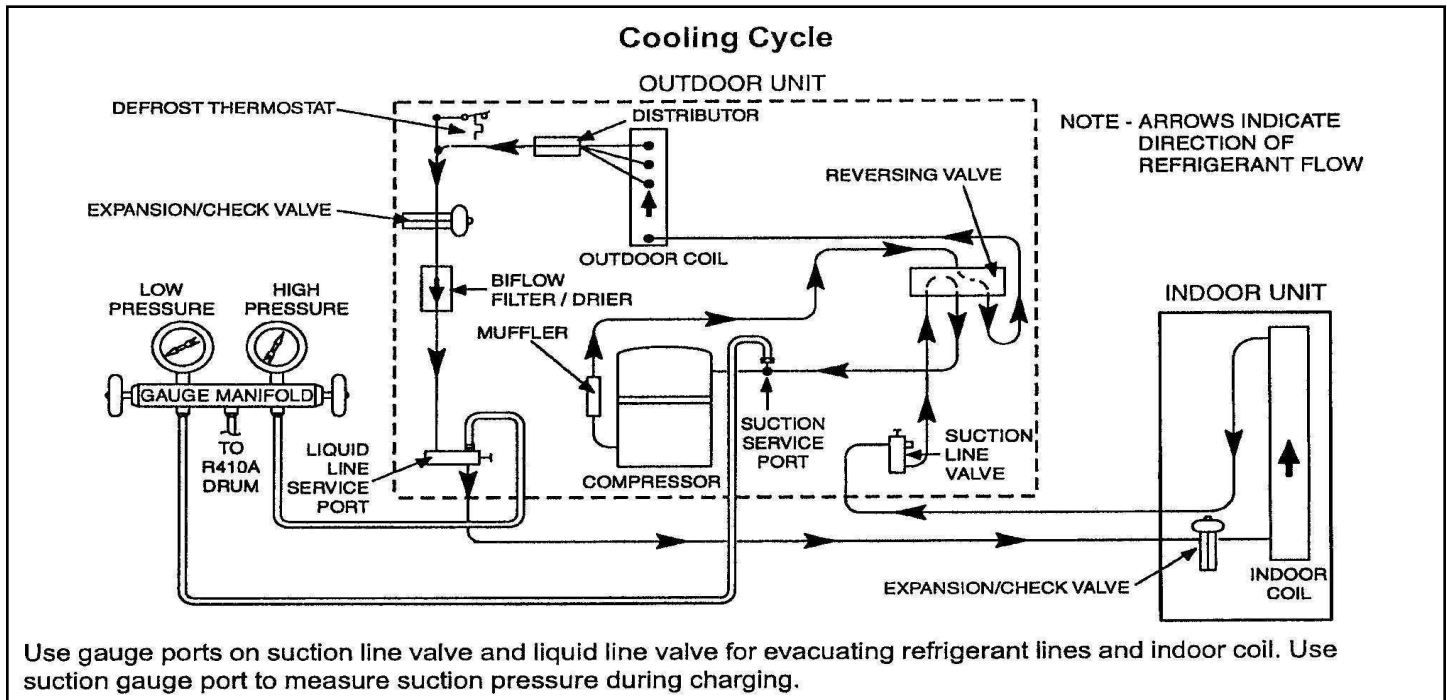 Cooling Cycle
OUTDOOR UNIT
DEFROST THERMOSTAT
DISTRIBUTOR
NOTE - ARROWS INDICATE
DIRECTION OF
REFRIGERANT FLOW
REVERSING VALVE
EXPANSION/CHECK VALVE
OUTDOOR COIL
BIFLOW
FILTER / DRIER
LOW
PRESSURE
HIGH
PRESSURE
INDOOR UNIT
MUFFLER
GAUGE MANIFOLD
TO
R410A
DRUM
LIQUID
LINE
SERVICE
PORT
COMPRESSOR
SUCTION
SERVICE
PORT
SUCTION
LINE
VALVE
EXPANSION/CHECK VALVE
INDOOR
COIL
Use gauge ports on suction line valve and liquid line valve for evacuating refrigerant lines and indoor coil. Use
suction gauge port to measure suction pressure during charging.